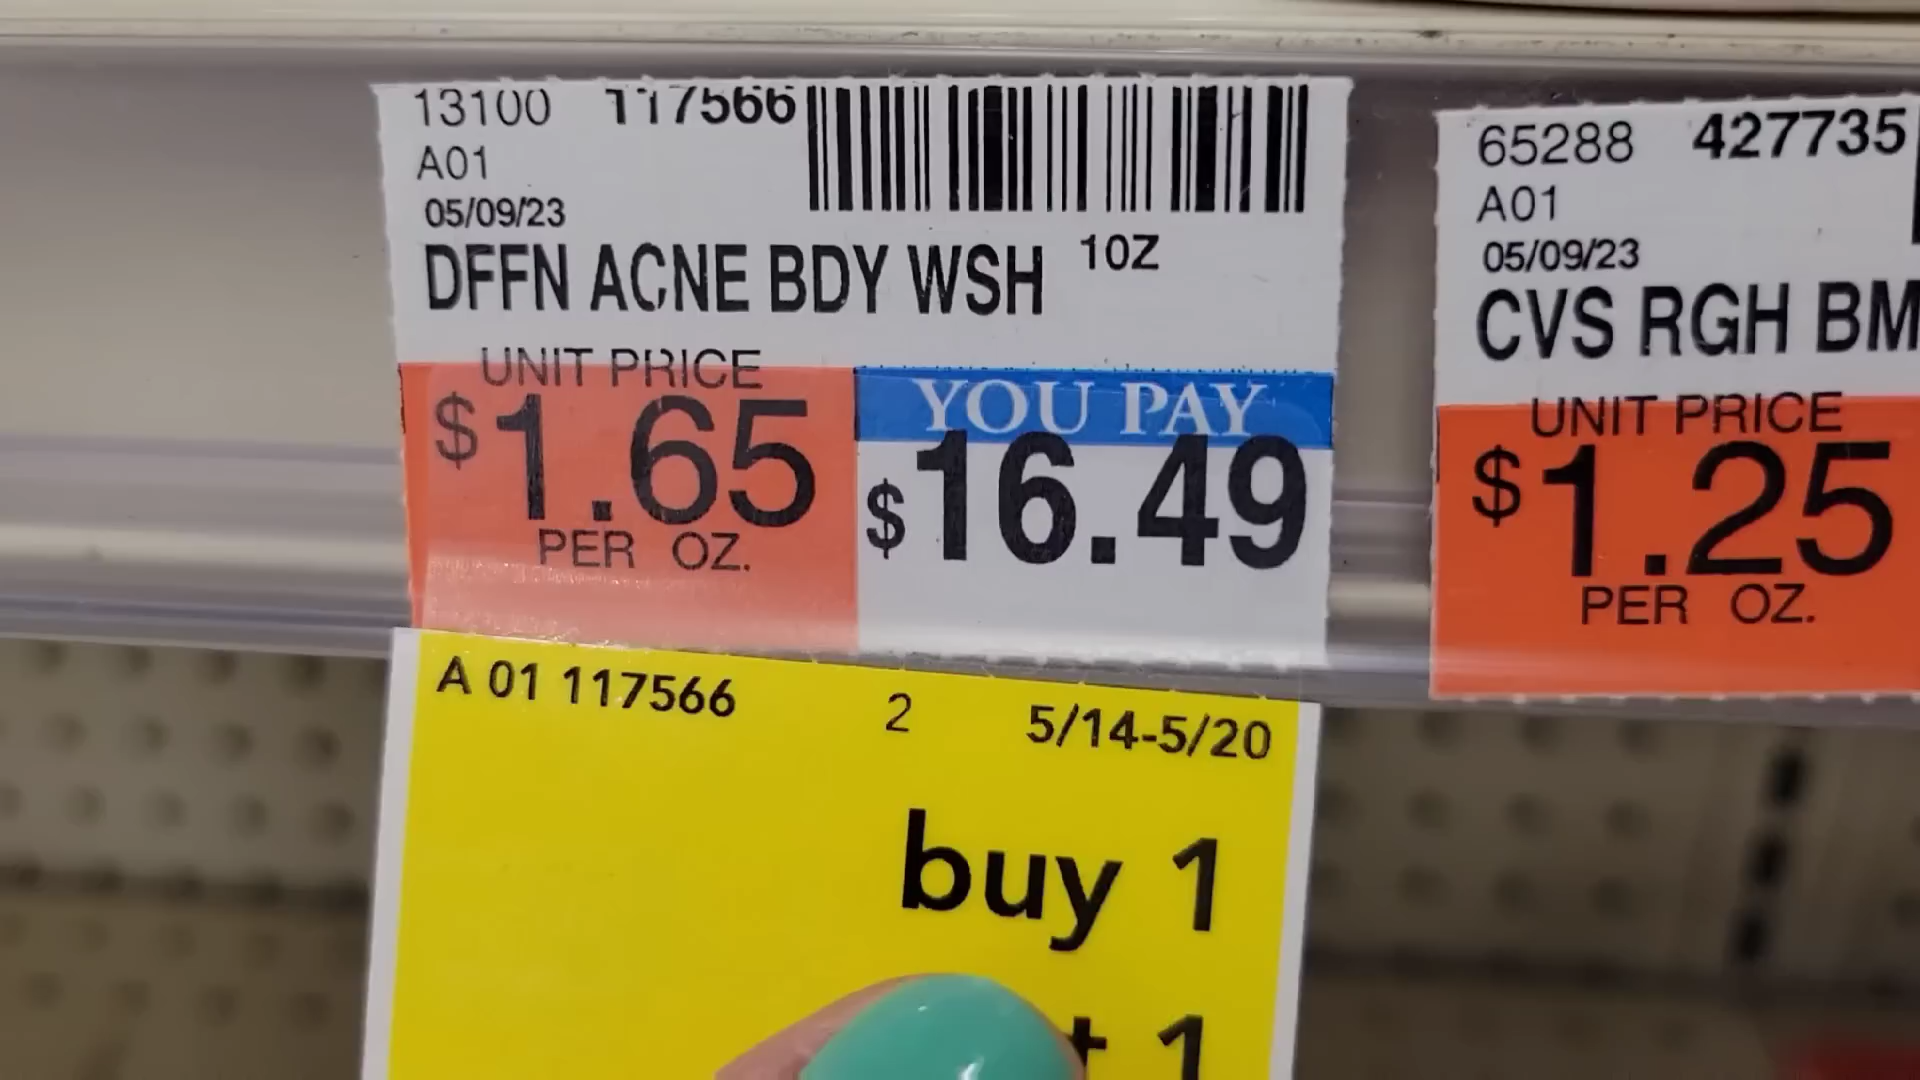 13100 117566
A01
05/09/23
DFFN ACNE BDY WSH 10Z
UNIT PRICE
$1.65
PER OZ.
YOU PAY
$16.49
A 01 117566 2 5/14-5/20
buy 1
1
65288 427735
A01
05/09/23
CVS RGH BM
UNIT PRICE
$1.25
PER OZ.